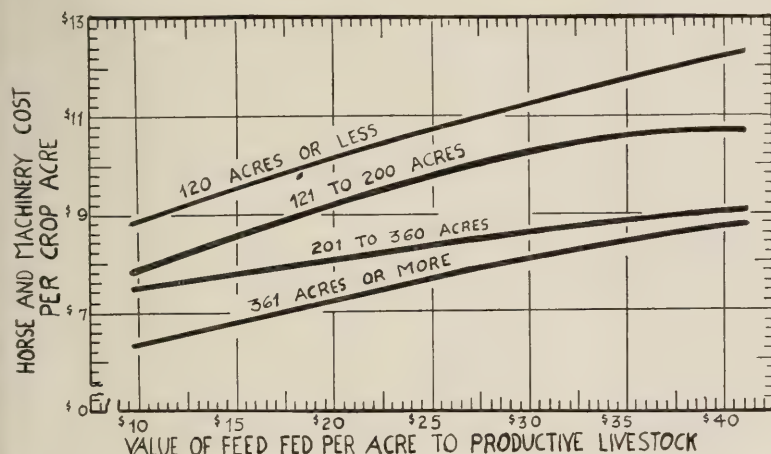 $13
$11
$9
$7
$0
HORSE AND MACHINERY COST
PER CROP ACRE
120 ACRES OR LESS
121 TO 200 ACRES
201 TO 360 ACRES
361 ACRES OR MORE
$10 $15 $20 $25 $30 $35 $40
VALUE OF FEED FED PER ACRE TO PRODUCTIVE LIVESTOCK